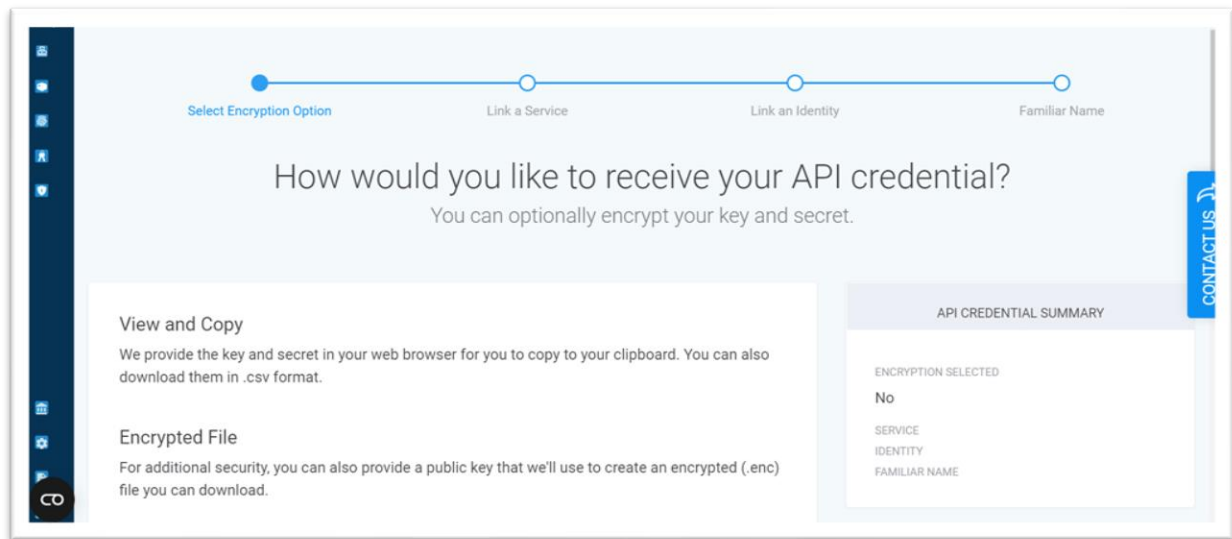 Select Encryption Option
Link a Service
Link an Identity
Familiar Name
How would you like to receive your API credential?
You can optionally encrypt your key and secret.
CONTACT US
View and Copy
We provide the key and secret in your web browser for you to copy to your clipboard. You can also
download them in .csv format.
Encrypted File
For additional security, you can also provide a public key that we'll use to create an encrypted (.enc)
file you can download.
API CREDENTIAL SUMMARY
ENCRYPTION SELECTED
No
SERVICE
IDENTITY
FAMILIAR NAME